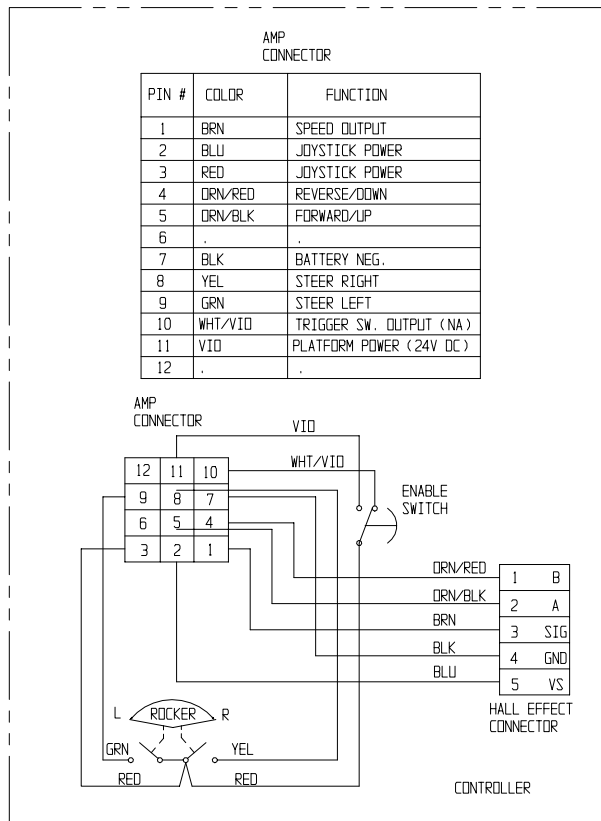 AMP
CONNECTOR
PIN # COLOR FUNCTION
1 BRN SPEED OUTPUT
2 BLU JOYSTICK POWER
3 RED JOYSTICK POWER
4 ORN/RED REVERSE/DOWN
5 ORN/BLK FORWARD/UP
6 . .
7 BLK BATTERY NEG.
8 YEL STEER RIGHT
9 GRN STEER LEFT
10 WHT/VIO TRIGGER SW. OUTPUT (NA)
11 VIO PLATFORM POWER (24V DC)
12 . .
AMP
CONNECTOR
VIO
WHT/VIO
12 11 10
9 8 7
6 5 4
3 2 1
ENABLE
SWITCH
ORN/RED
ORN/BLK
BRN
BLK
BLU
1 B
2 A
3 SIG
4 GND
5 VS
HALL EFFECT
CONNECTOR
L ROCKER R
GRN YEL
RED RED
CONTROLLER